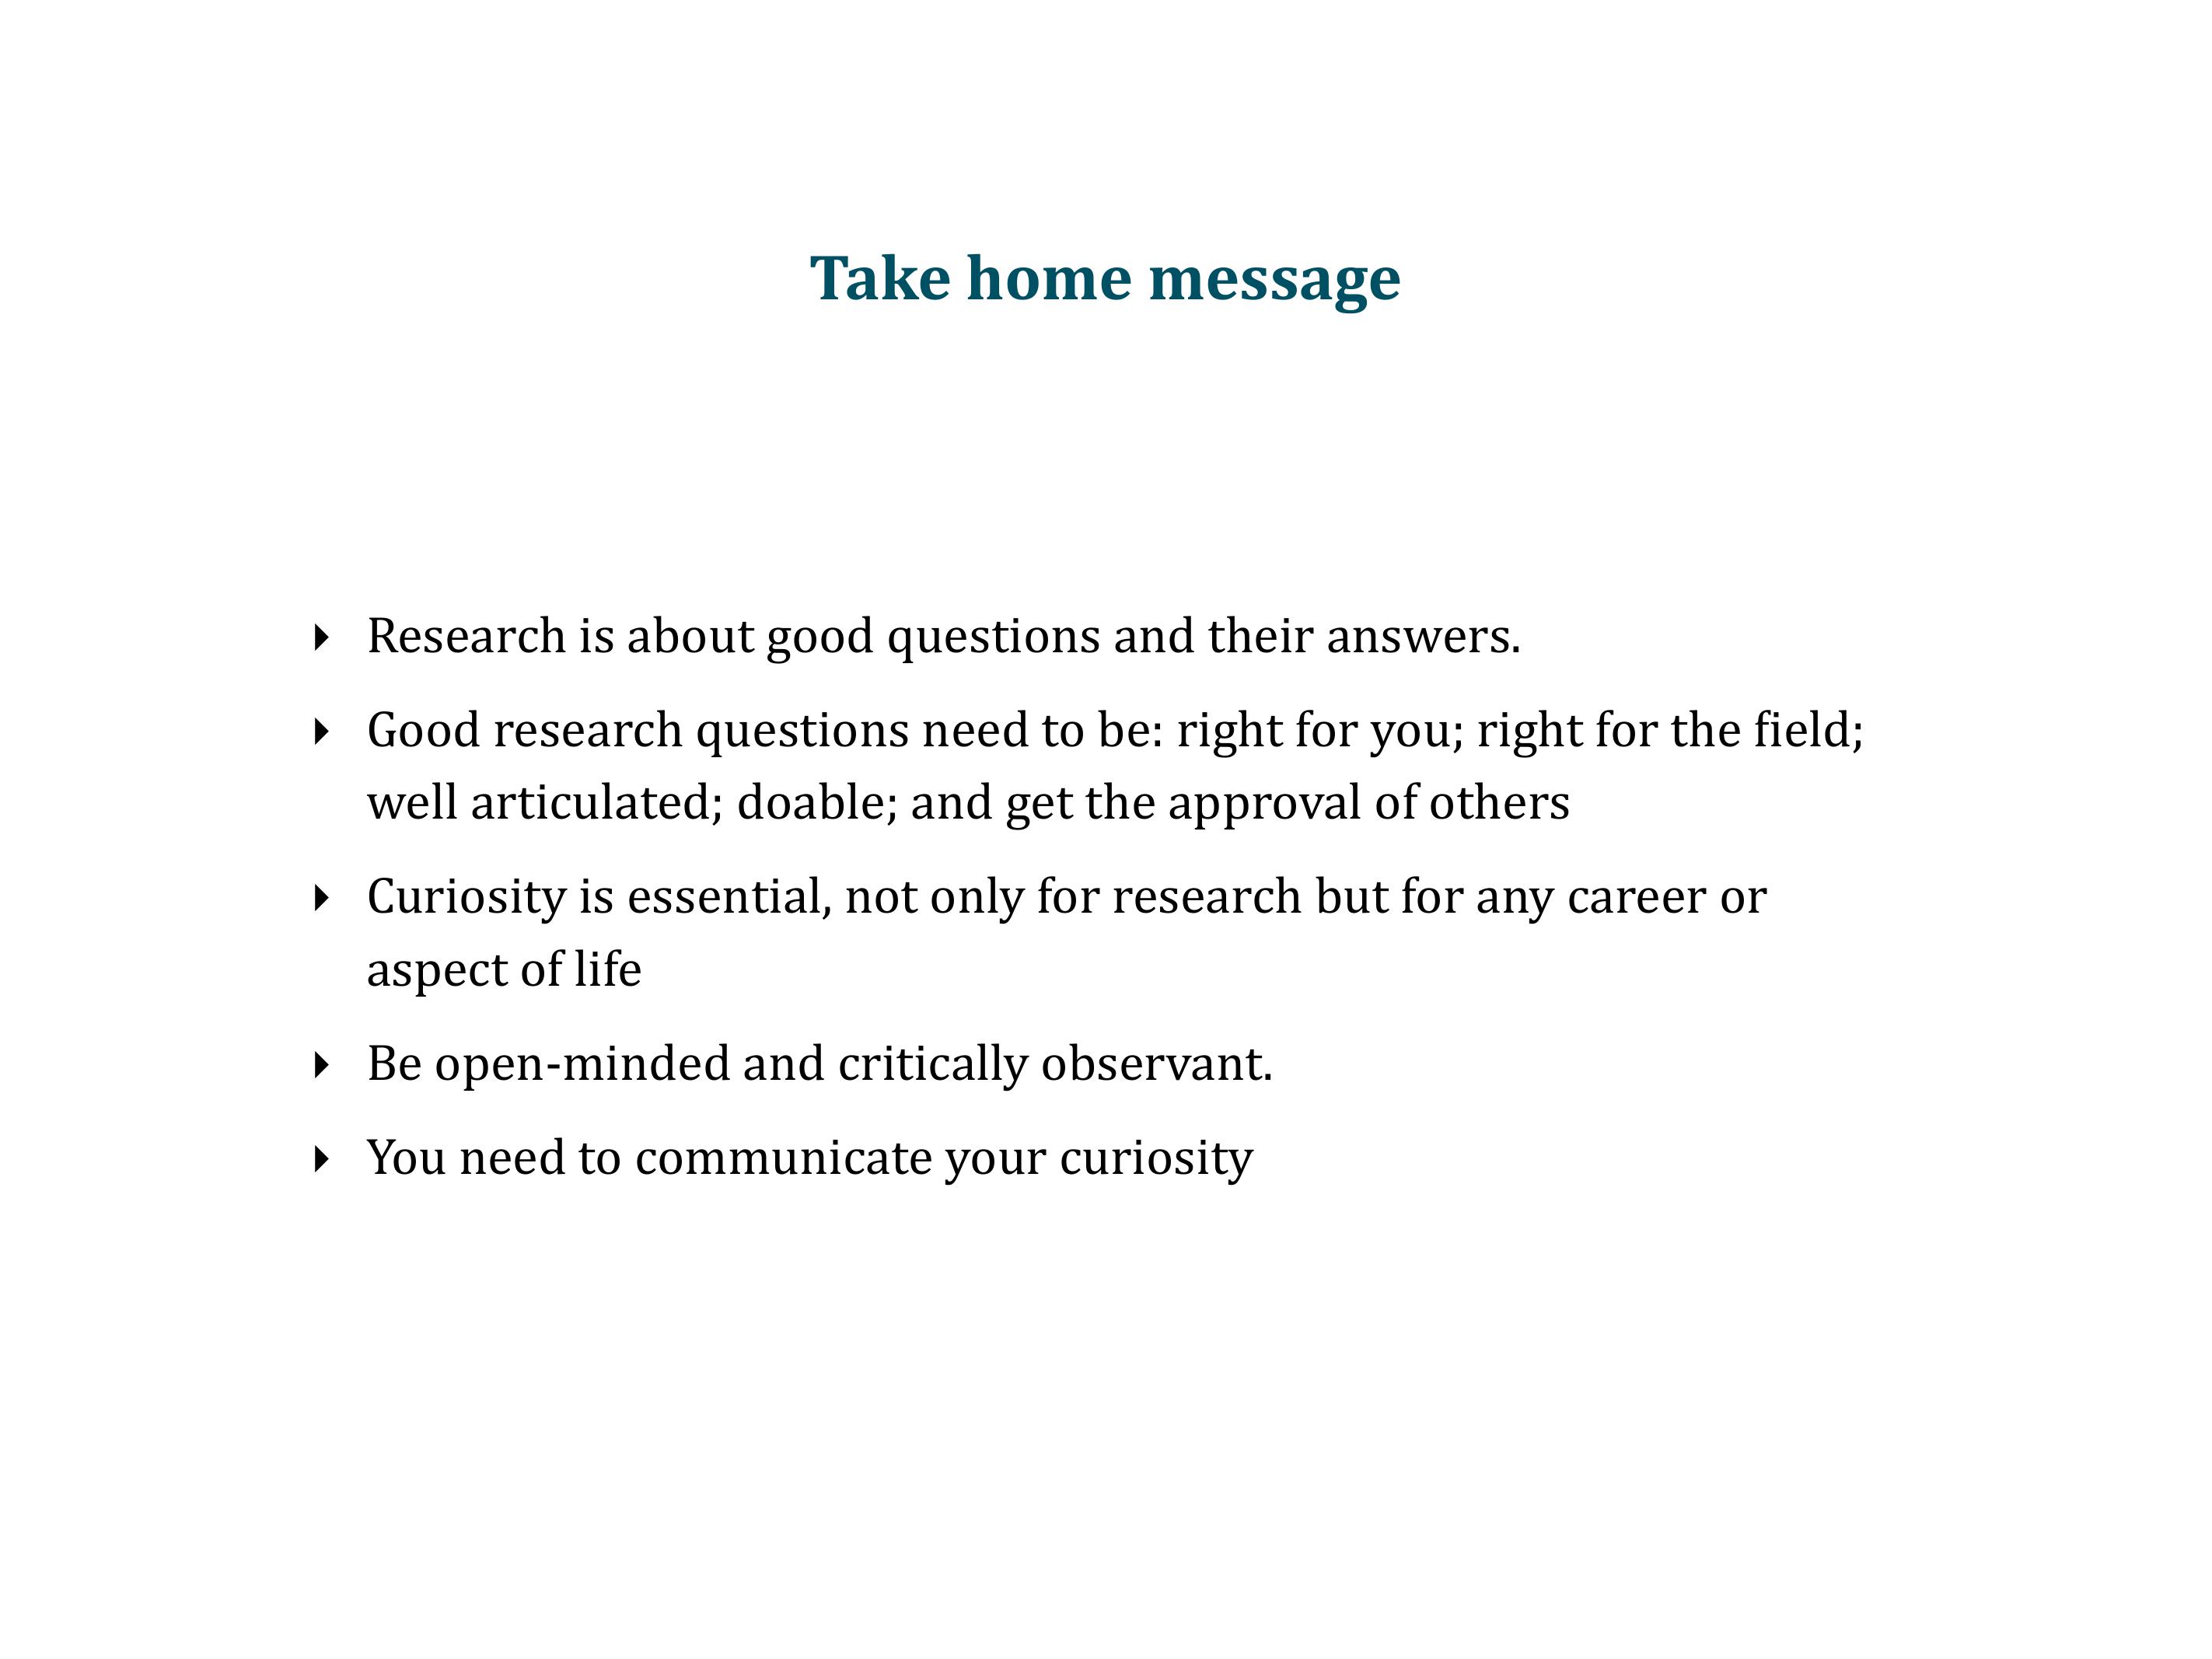 Take home message
Research is about good questions and their answers.
Good research questions need to be: right for you; right for the field;
well articulated; doable; and get the approval of others
Curiosity is essential, not only for research but for any career or
aspect of life
Be open-minded and critically observant.
You need to communicate your curiosity